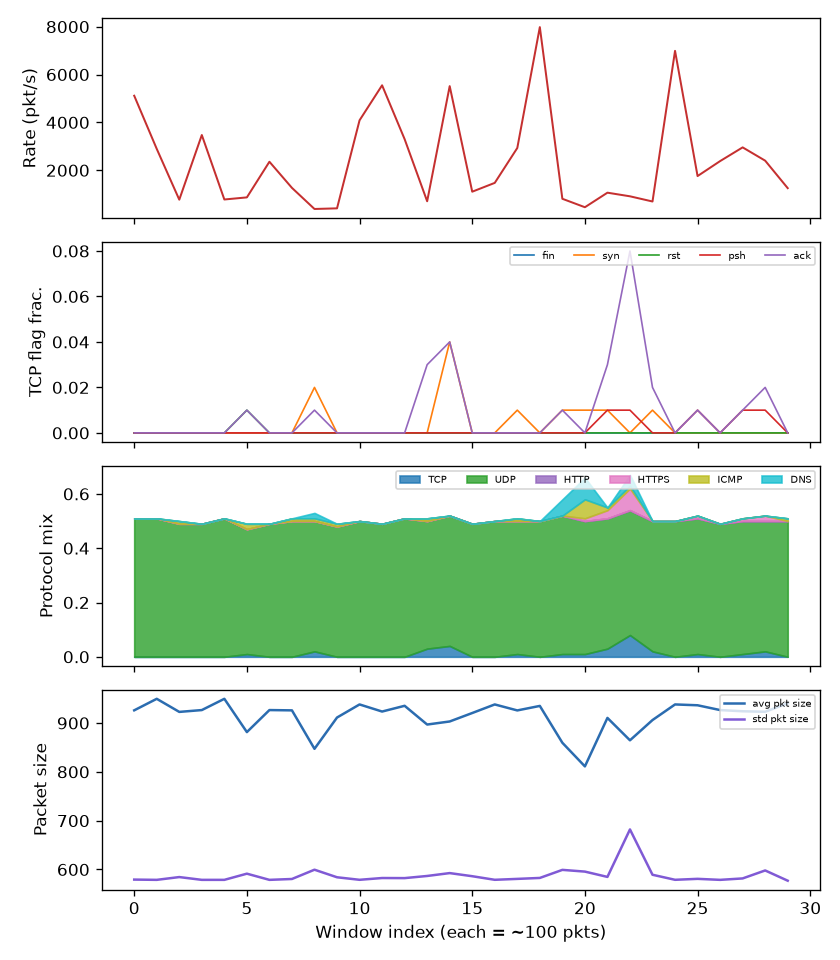 8000
6000
4000
2000
Rate (pkt/s)
0.08
0.06
0.04
0.02
0.00
TCP flag frac.
fin syn rst psh ack
0.6
0.4
0.2
0.0
Protocol mix
TCP UDP HTTP HTTPS ICMP DNS
900
800
700
600
Packet size
avg pkt size
std pkt size
0 5 10 15 20 25 30
Window index (each = ~100 pkts)